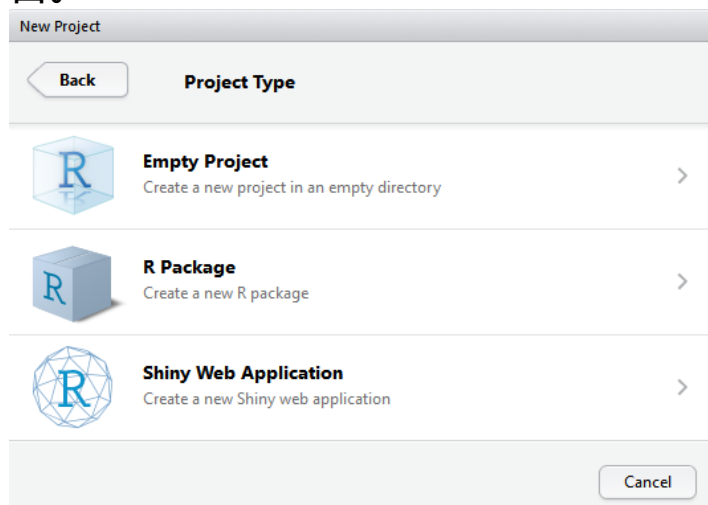 New Project
Back
Project Type
R
Empty Project
Create a new project in an empty directory
R
R Package
Create a new R package
R
Shiny Web Application
Create a new Shiny web application
Cancel